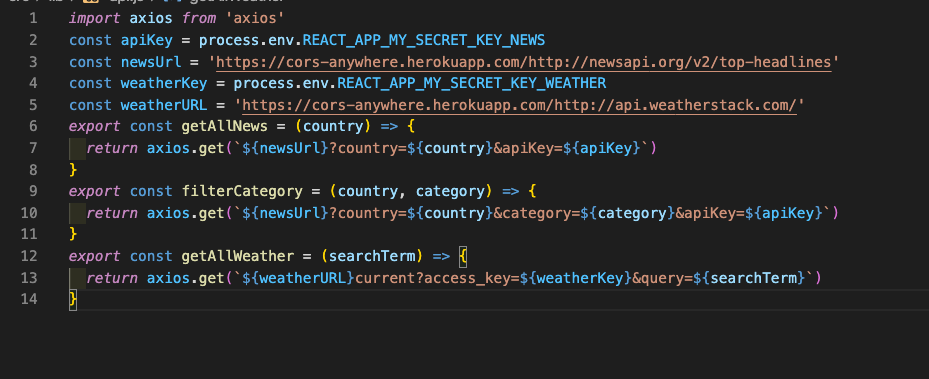 1 import axios from 'axios'
2 const apiKey = process.env.REACT_APP_MY_SECRET_KEY_NEWS
3 const newsUrl = 'https://cors-anywhere.herokuapp.com/http://newsapi.org/v2/top-headlines'
4 const weatherKey = process.env.REACT_APP_MY_SECRET_KEY_WEATHER
5 const weatherURL = 'https://cors-anywhere.herokuapp.com/http://api.weatherstack.com/'
6 export const getAllNews = (country) => {
7 return axios.get(`${newsUrl}?country=${country}&apiKey=${apiKey}`)
8 }
9 export const filterCategory = (country, category) => {
10 return axios.get(`${newsUrl}?country=${country}&category=${category}&apiKey=${apiKey}`)
11 }
12 export const getAllWeather = (searchTerm) => {
13 return axios.get(`${weatherURL}current?access_key=${weatherKey}&query=${searchTerm}`)
14 }